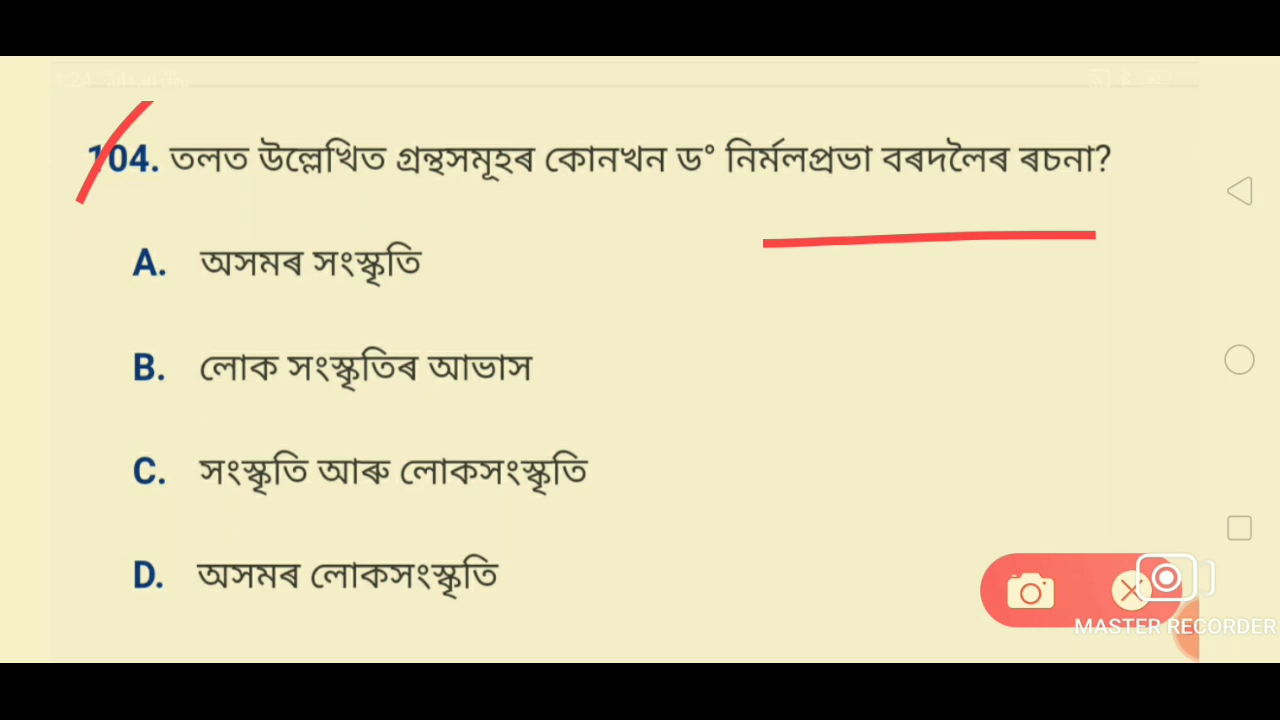 104. তলত উল্লেখিত গ্ৰন্থসমূহৰ কোনখন ড° নিৰ্মলপ্ৰভা বৰদলৈৰ ৰচনা?
A. অসমৰ সংস্কৃতি
B. লোক সংস্কৃতিৰ আভাস
C. সংস্কৃতি আৰু লোকসংস্কৃতি
D. অসমৰ লোকসংস্কৃতি
MASTER RECORDER